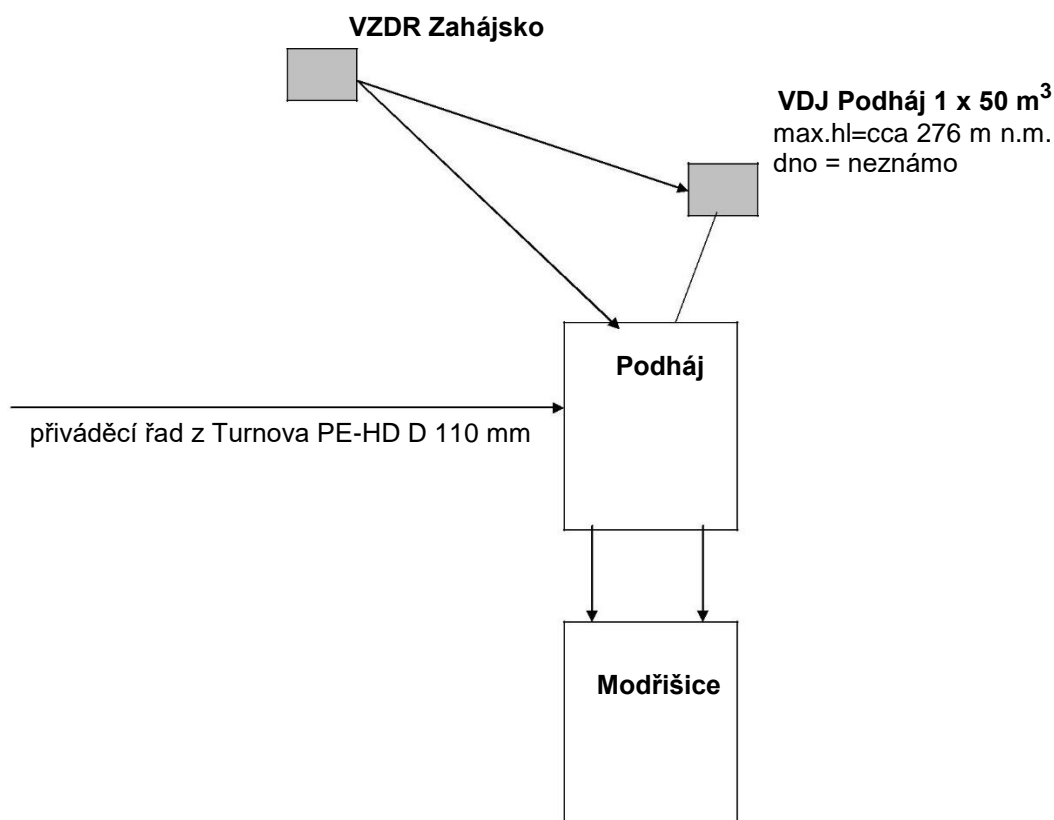 VZDR Zahájsko
VDJ Podháj 1 x 50 m³
max.hl=cca 276 m n.m.
dno = neznámo
Podháj
přiváděcí řad z Turnova PE-HD D 110 mm
Modřišice